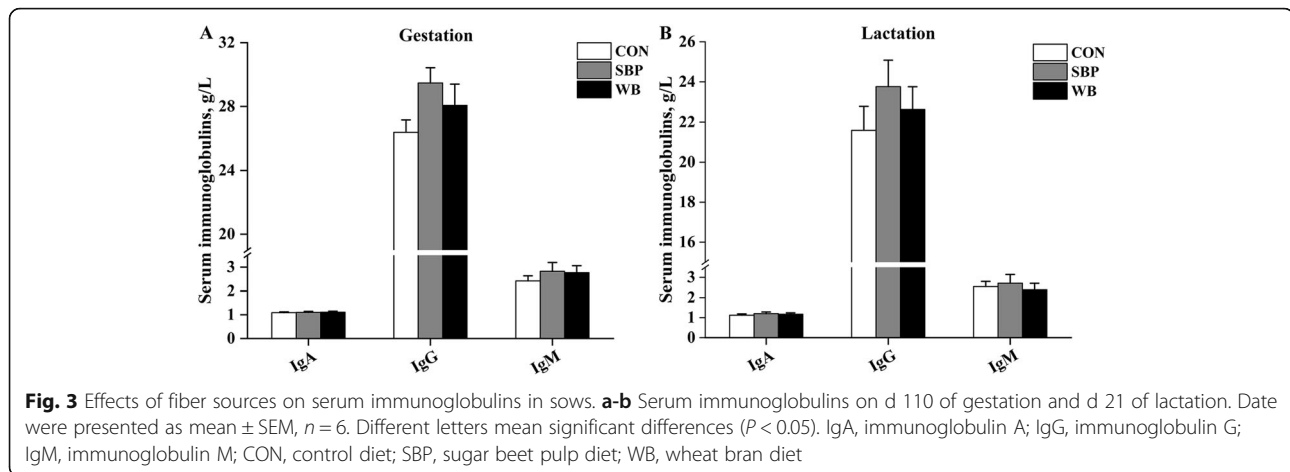 A
Gestation
CON
SBP
WB
Serum immunoglobulins, g/L
32
28
24
20
3
2
1
0
IgA
IgG
IgM
B
Lactation
CON
SBP
WB
Serum immunoglobulins, g/L
26
24
22
20
18
16
3
2
1
0
IgA
IgG
IgM
Fig. 3 Effects of fiber sources on serum immunoglobulins in sows. a-b Serum immunoglobulins on d 110 of gestation and d 21 of lactation. Date
were presented as mean ± SEM, n = 6. Different letters mean significant differences (P < 0.05). IgA, immunoglobulin A; IgG, immunoglobulin G;
IgM, immunoglobulin M; CON, control diet; SBP, sugar beet pulp diet; WB, wheat bran diet